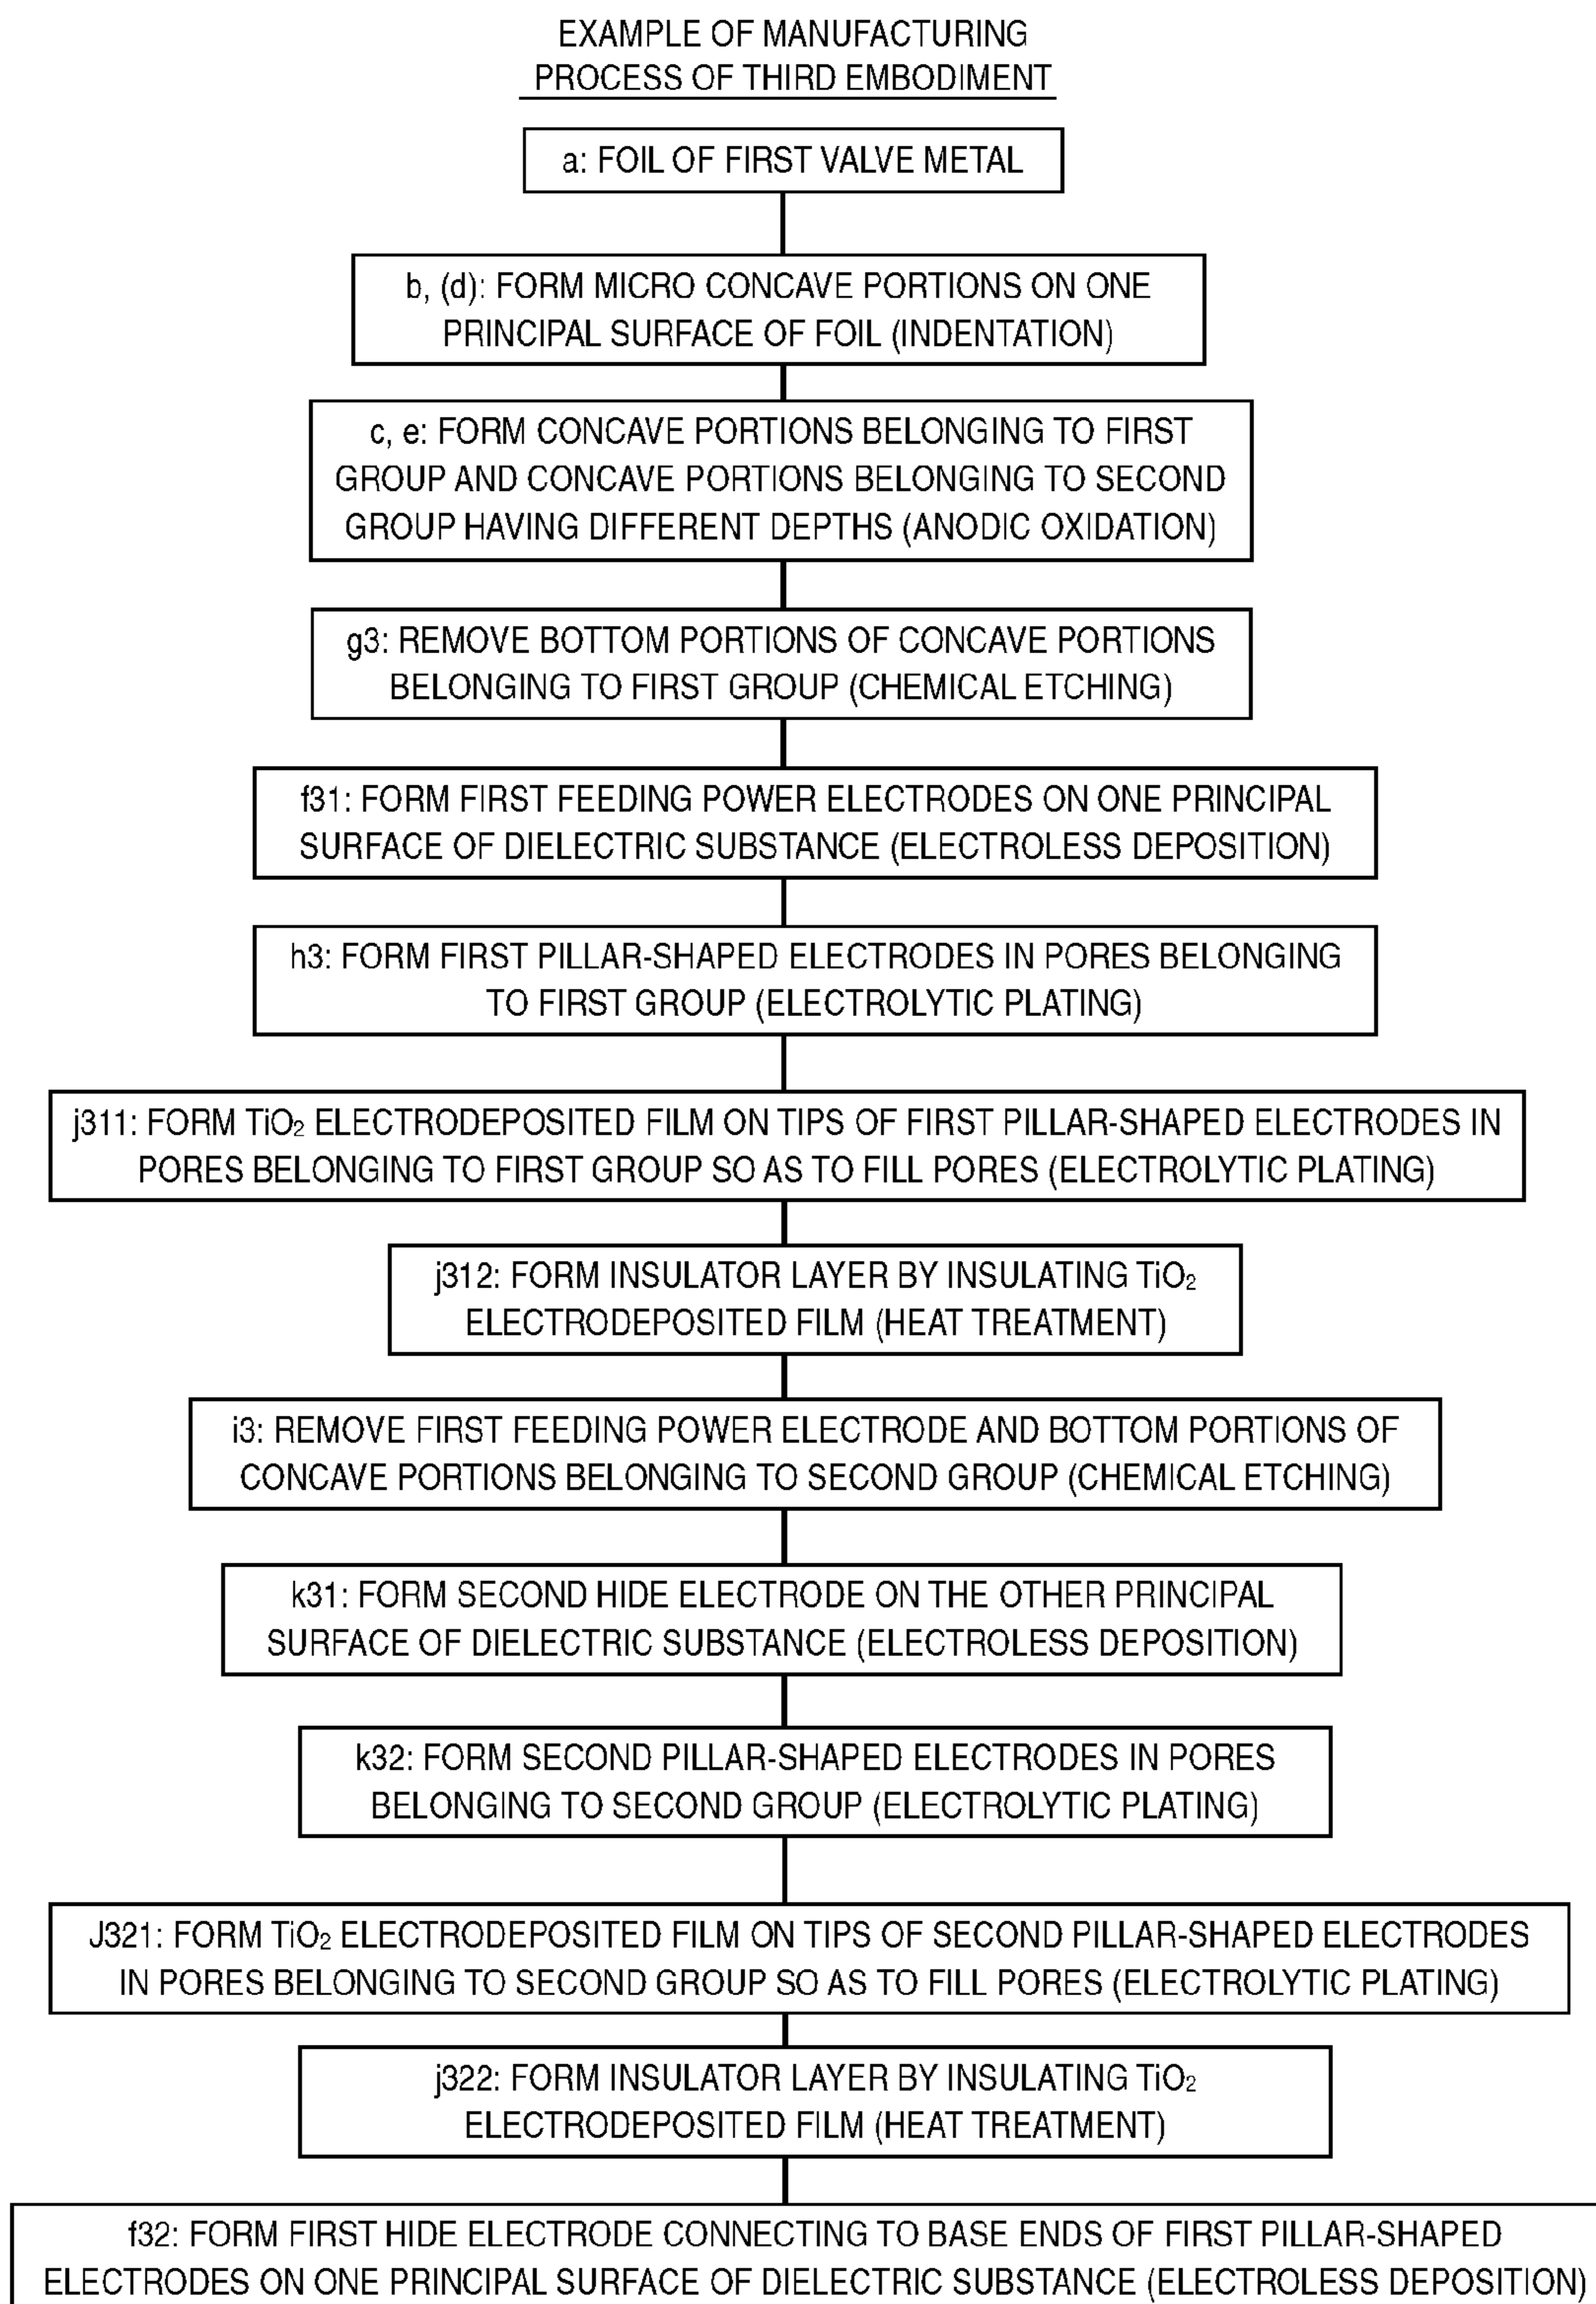 EXAMPLE OF MANUFACTURING
PROCESS OF THIRD EMBODIMENT
a: FOIL OF FIRST VALVE METAL
b, (d): FORM MICRO CONCAVE PORTIONS ON ONE
PRINCIPAL SURFACE OF FOIL (INDENTATION)
c, e: FORM CONCAVE PORTIONS BELONGING TO FIRST
GROUP AND CONCAVE PORTIONS BELONGING TO SECOND
GROUP HAVING DIFFERENT DEPTHS (ANODIC OXIDATION)
g3: REMOVE BOTTOM PORTIONS OF CONCAVE PORTIONS
BELONGING TO FIRST GROUP (CHEMICAL ETCHING)
f31: FORM FIRST FEEDING POWER ELECTRODES ON ONE PRINCIPAL
SURFACE OF DIELECTRIC SUBSTANCE (ELECTROLESS DEPOSITION)
h3: FORM FIRST PILLAR-SHAPED ELECTRODES IN PORES BELONGING
TO FIRST GROUP (ELECTROLYTIC PLATING)
j311: FORM TiO₂ ELECTRODEPOSITED FILM ON TIPS OF FIRST PILLAR-SHAPED ELECTRODES IN
PORES BELONGING TO FIRST GROUP SO AS TO FILL PORES (ELECTROLYTIC PLATING)
j312: FORM INSULATOR LAYER BY INSULATING TiO₂
ELECTRODEPOSITED FILM (HEAT TREATMENT)
i3: REMOVE FIRST FEEDING POWER ELECTRODE AND BOTTOM PORTIONS OF
CONCAVE PORTIONS BELONGING TO SECOND GROUP (CHEMICAL ETCHING)
k31: FORM SECOND HIDE ELECTRODE ON THE OTHER PRINCIPAL
SURFACE OF DIELECTRIC SUBSTANCE (ELECTROLESS DEPOSITION)
k32: FORM SECOND PILLAR-SHAPED ELECTRODES IN PORES
BELONGING TO SECOND GROUP (ELECTROLYTIC PLATING)
J321: FORM TiO₂ ELECTRODEPOSITED FILM ON TIPS OF SECOND PILLAR-SHAPED ELECTRODES
IN PORES BELONGING TO SECOND GROUP SO AS TO FILL PORES (ELECTROLYTIC PLATING)
j322: FORM INSULATOR LAYER BY INSULATING TiO₂
ELECTRODEPOSITED FILM (HEAT TREATMENT)
f32: FORM FIRST HIDE ELECTRODE CONNECTING TO BASE ENDS OF FIRST PILLAR-SHAPED
ELECTRODES ON ONE PRINCIPAL SURFACE OF DIELECTRIC SUBSTANCE (ELECTROLESS DEPOSITION)